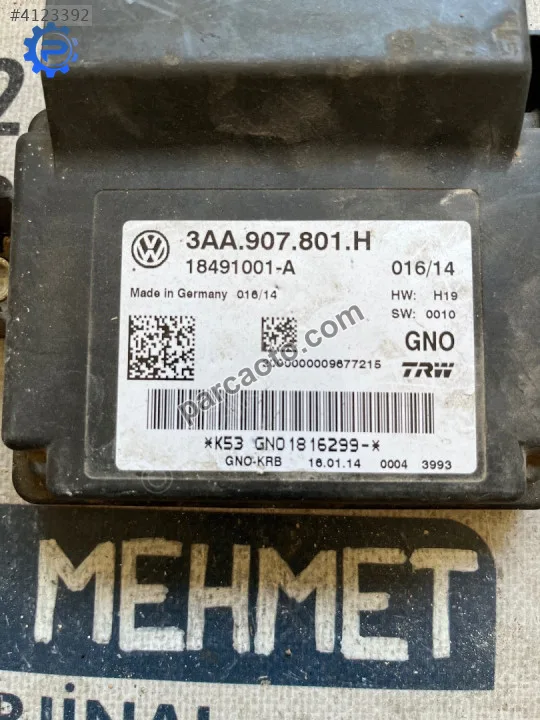 #4123392
2
3AA.907.801.H
18491001-A 016/14
Made in Germany 016/14 HW: H19
SW: 0010
GNO
TRW
parcaoto.com
*K53 GNO1816299-*
GNO-KRB 16.01.14 0004 3993
MEHMET